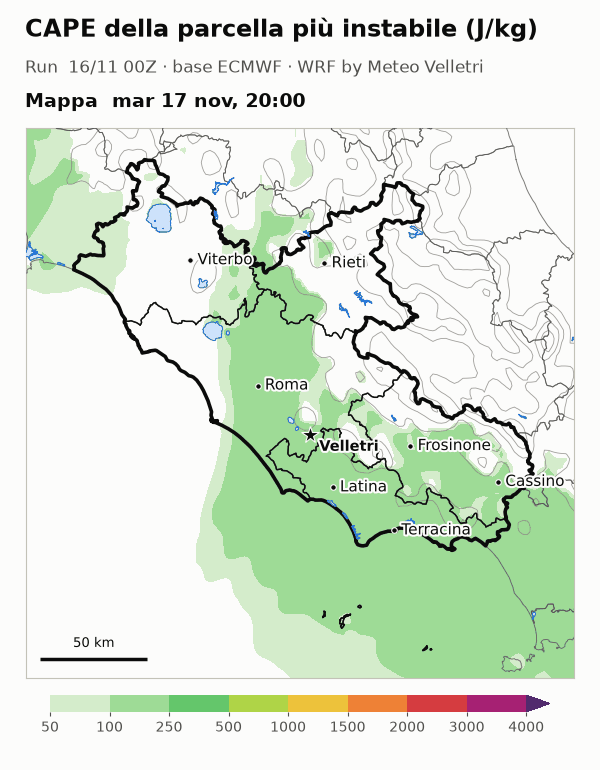 CAPE della parcella più instabile (J/kg)
Run 16/11 00Z · base ECMWF · WRF by Meteo Velletri
Mappa mar 17 nov, 20:00
Viterbo
Rieti
Roma
Velletri
Frosinone
Cassino
Latina
Terracina
50 km
50 100 250 500 1000 1500 2000 3000 4000